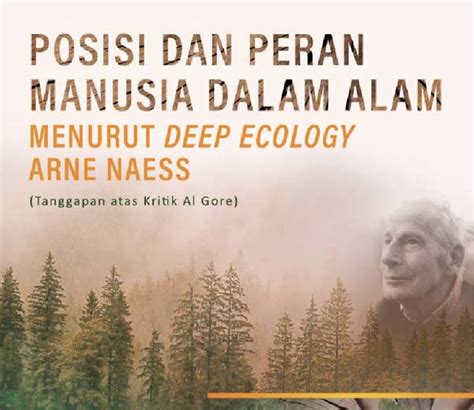 POSISI DAN PERAN
MANUSIA DALAM ALAM
MENURUT DEEP ECOLOGY
ARNE NAESS
(Tanggapan atas Kritik Al Gore)